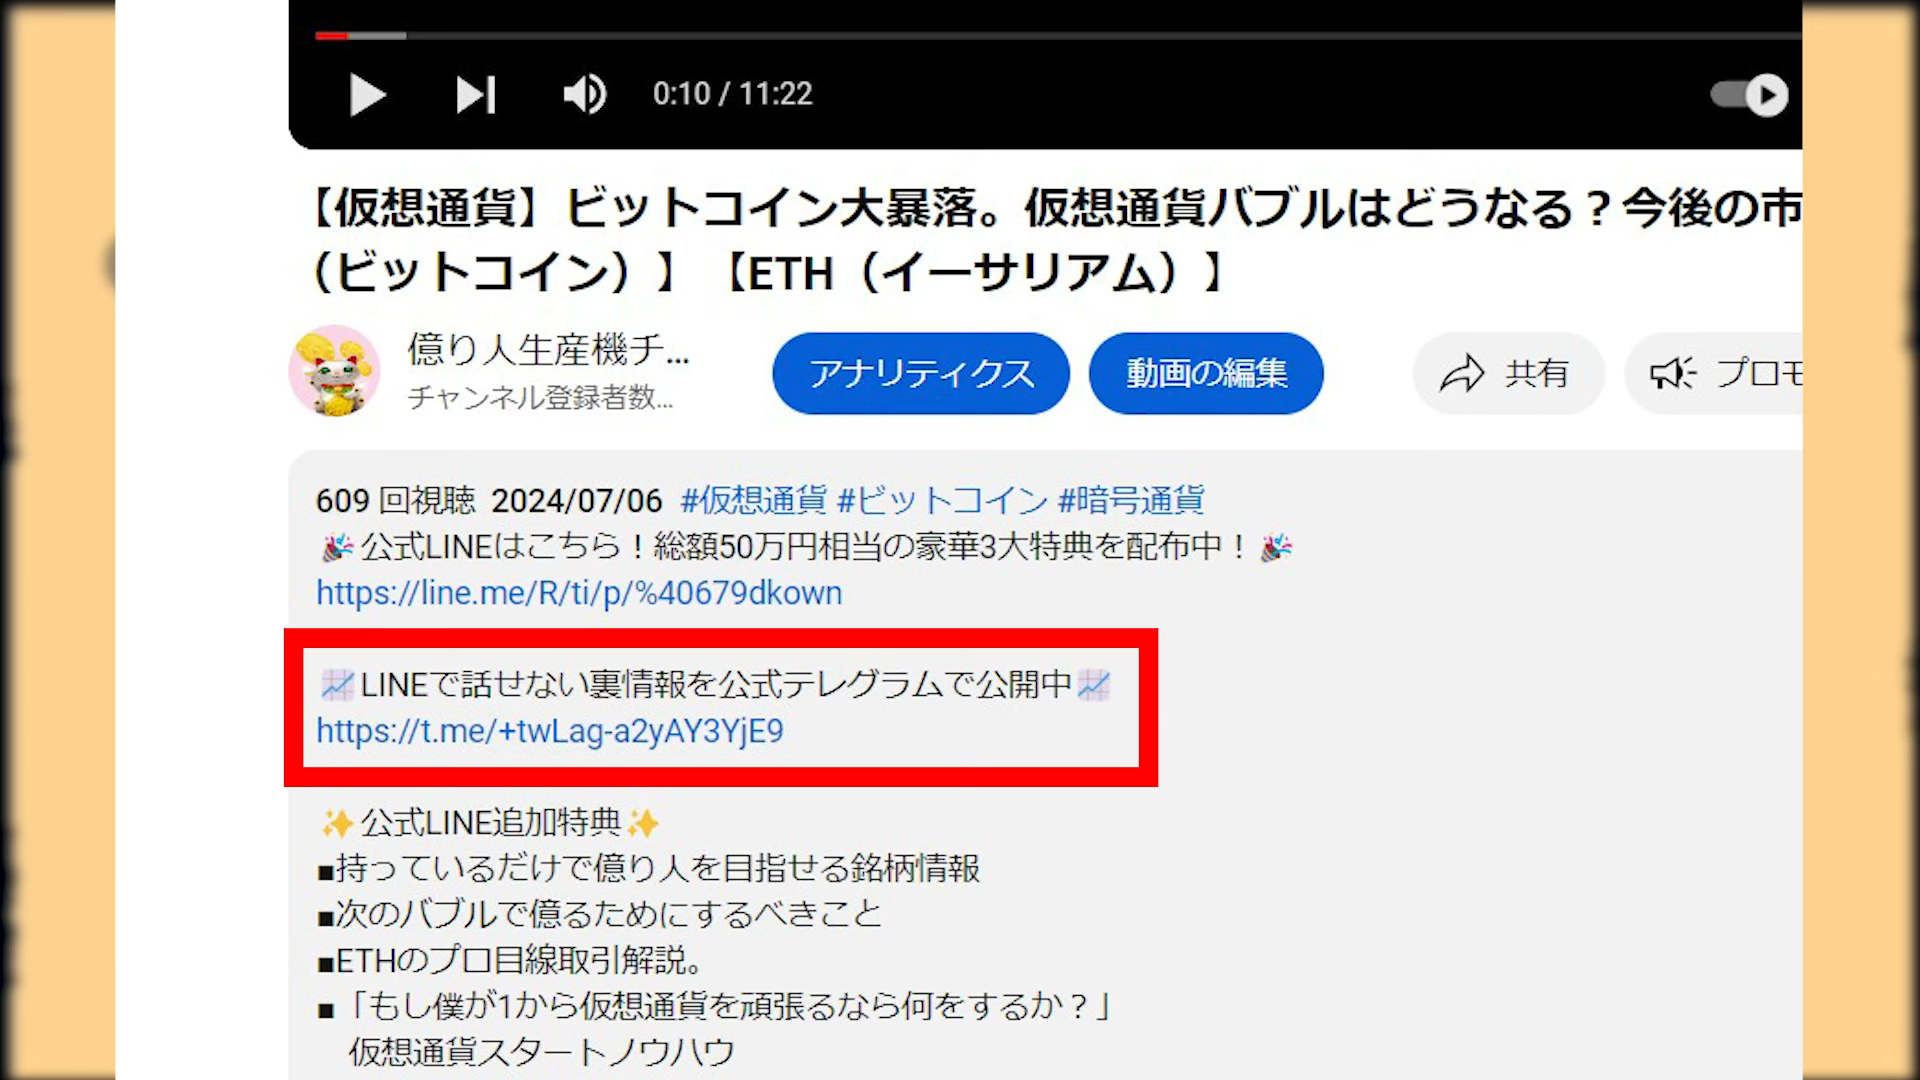 0:10 / 11:22
【仮想通貨】ビットコイン大暴落。仮想通貨バブルはどうなる？今後の市
（ビットコイン）】【ETH（イーサリアム）】
億り人生産機チ...
チャンネル登録者数...
アナリティクス
動画の編集
共有
プロモ
609 回視聴 2024/07/06 #仮想通貨 #ビットコイン #暗号通貨
🎉公式LINEはこちら！総額50万円相当の豪華3大特典を配布中！🎉
https://line.me/R/ti/p/%40679dkown
📈LINEで話せない裏情報を公式テレグラムで公開中📈
https://t.me/+twLag-a2yAY3YjE9
✨公式LINE追加特典✨
■持っているだけで億り人を目指せる銘柄情報
■次のバブルで億るためにするべきこと
■ETHのプロ目線取引解説。
■「もし僕が1から仮想通貨を頑張るなら何をするか？」
仮想通貨スタートノウハウ